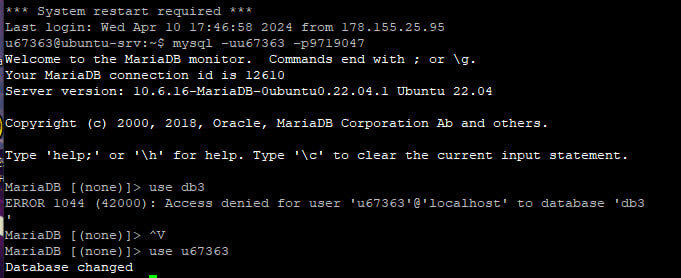 *** System restart required ***
Last login: Wed Apr 10 17:46:58 2024 from 178.155.25.95
u67363@ubuntu-srv:~$ mysql -uu67363 -p9719047
Welcome to the MariaDB monitor.  Commands end with ; or \g.
Your MariaDB connection id is 12610
Server version: 10.6.16-MariaDB-0ubuntu0.22.04.1 Ubuntu 22.04
Copyright (c) 2000, 2018, Oracle, MariaDB Corporation Ab and others.
Type 'help;' or '\h' for help. Type '\c' to clear the current input statement.
MariaDB [(none)]> use db3
ERROR 1044 (42000): Access denied for user 'u67363'@'localhost' to database 'db3
'
MariaDB [(none)]> ^V
MariaDB [(none)]> use u67363
Database changed